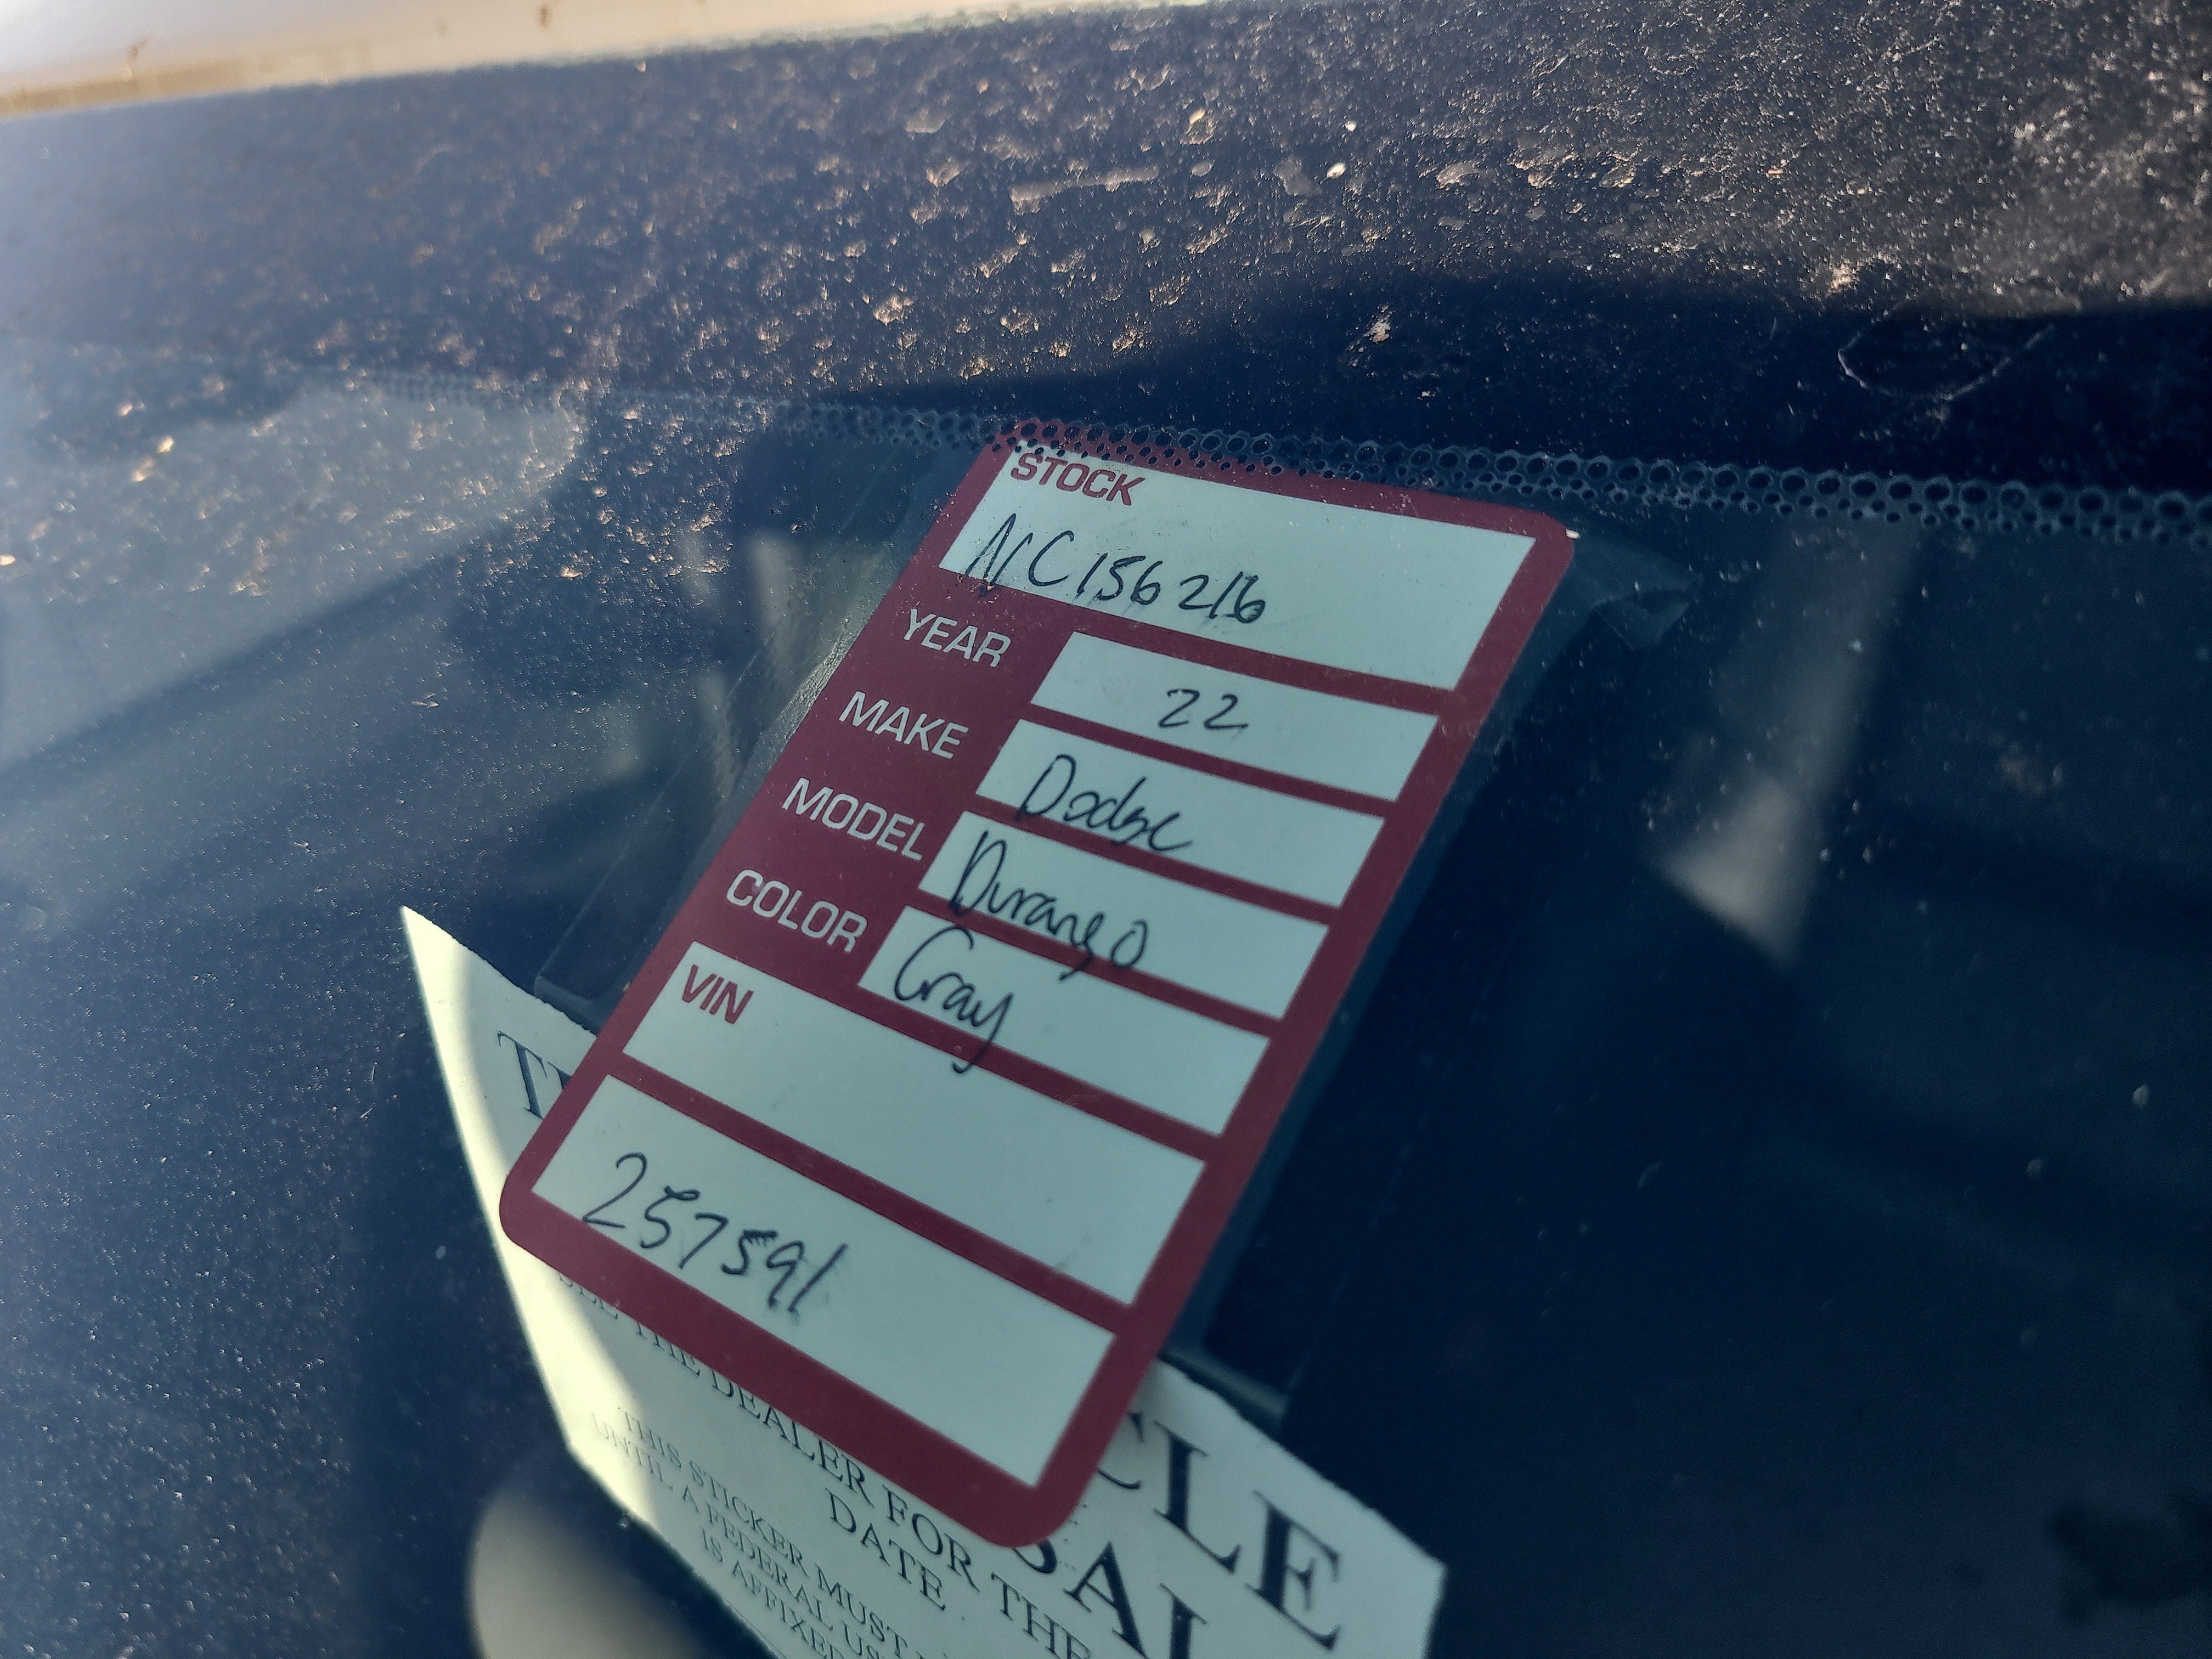 STOCK
NC156216
YEAR 22
MAKE Dodge
MODEL Durango
COLOR Gray
VIN
257591
CLE
SEE THE DEALER FOR THE
DATE
THIS STICKER MUST
UNTIL A FEDERAL
IS AFFIXED